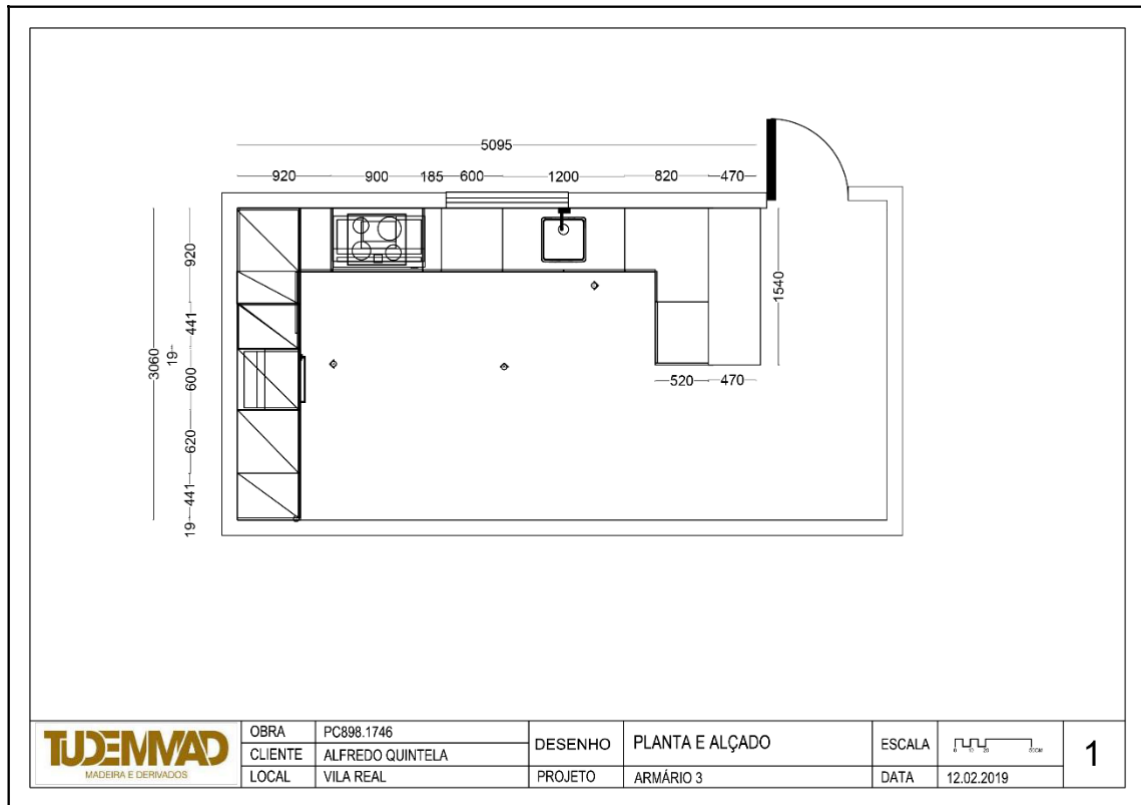 5095
920 900 185 600 1200 820 470
920
441
19
600
620
441
19
3060
1540
520 470
TUDEMMAD
MADEIRA E DERIVADOS
OBRA PC898.1746
CLIENTE ALFREDO QUINTELA
LOCAL VILA REAL
DESENHO PLANTA E ALÇADO
PROJETO ARMÁRIO 3
ESCALA
DATA 12.02.2019
1